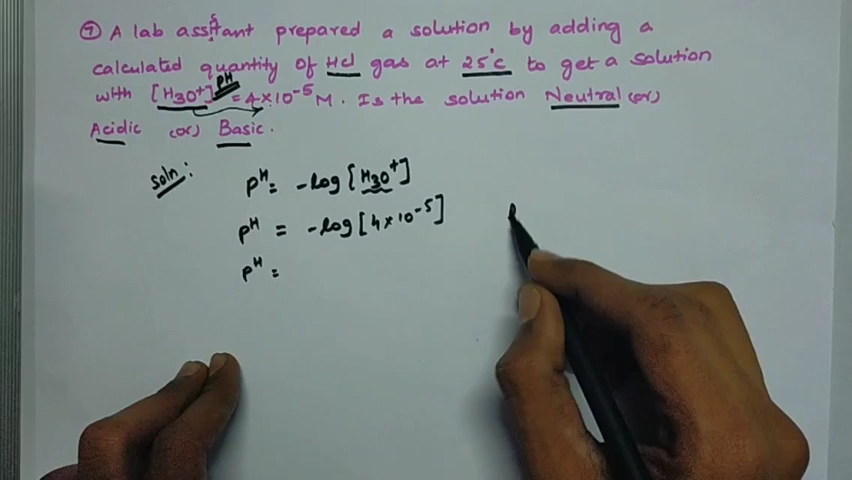 ⑦ A lab assitant prepared a solution by adding a
s
calculated quantity of HCl gas at 25°c to get a solution
pH
with [H3O+] = 4×10-5 M. Is the solution Neutral (or)
Acidic (or) Basic.
Soln:
pH = -log [H3O+]
pH = -log [4×10-5]
pH =